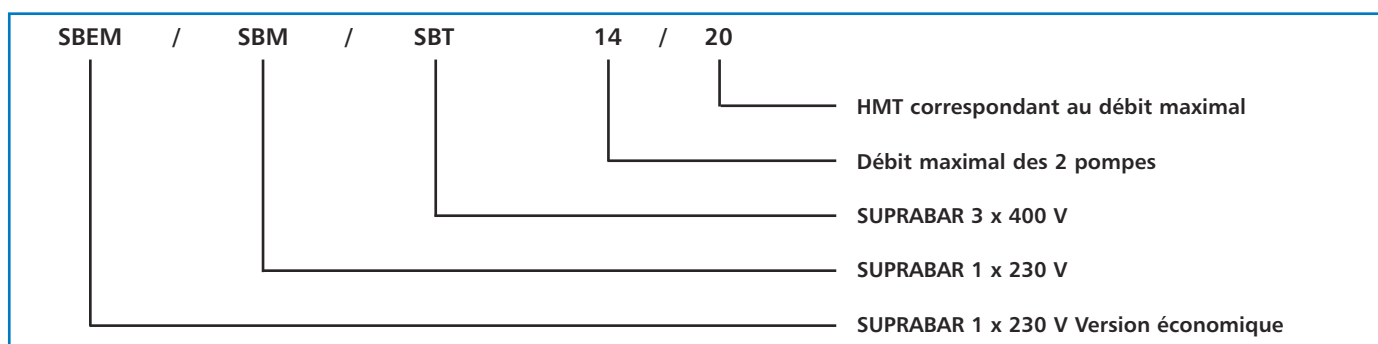 SBEM / SBM / SBT 14 / 20
HMT correspondant au débit maximal
Débit maximal des 2 pompes
SUPRABAR 3 x 400 V
SUPRABAR 1 x 230 V
SUPRABAR 1 x 230 V Version économique